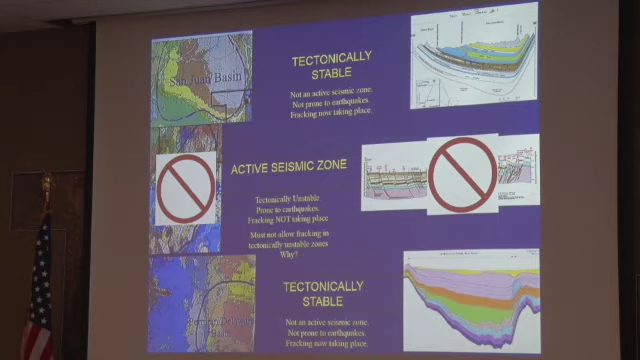 San Juan Basin
TECTONICALLY
STABLE
Not an active seismic zone.
Not prone to earthquakes.
Fracking now taking place.
ACTIVE SEISMIC ZONE
Tectonically Unstable
Prone to earthquakes.
Fracking NOT taking place
Must not allow fracking in
tectonically unstable zones
Why?
TECTONICALLY
STABLE
Not an active seismic zone.
Not prone to earthquakes.
Fracking now taking place.
Basin